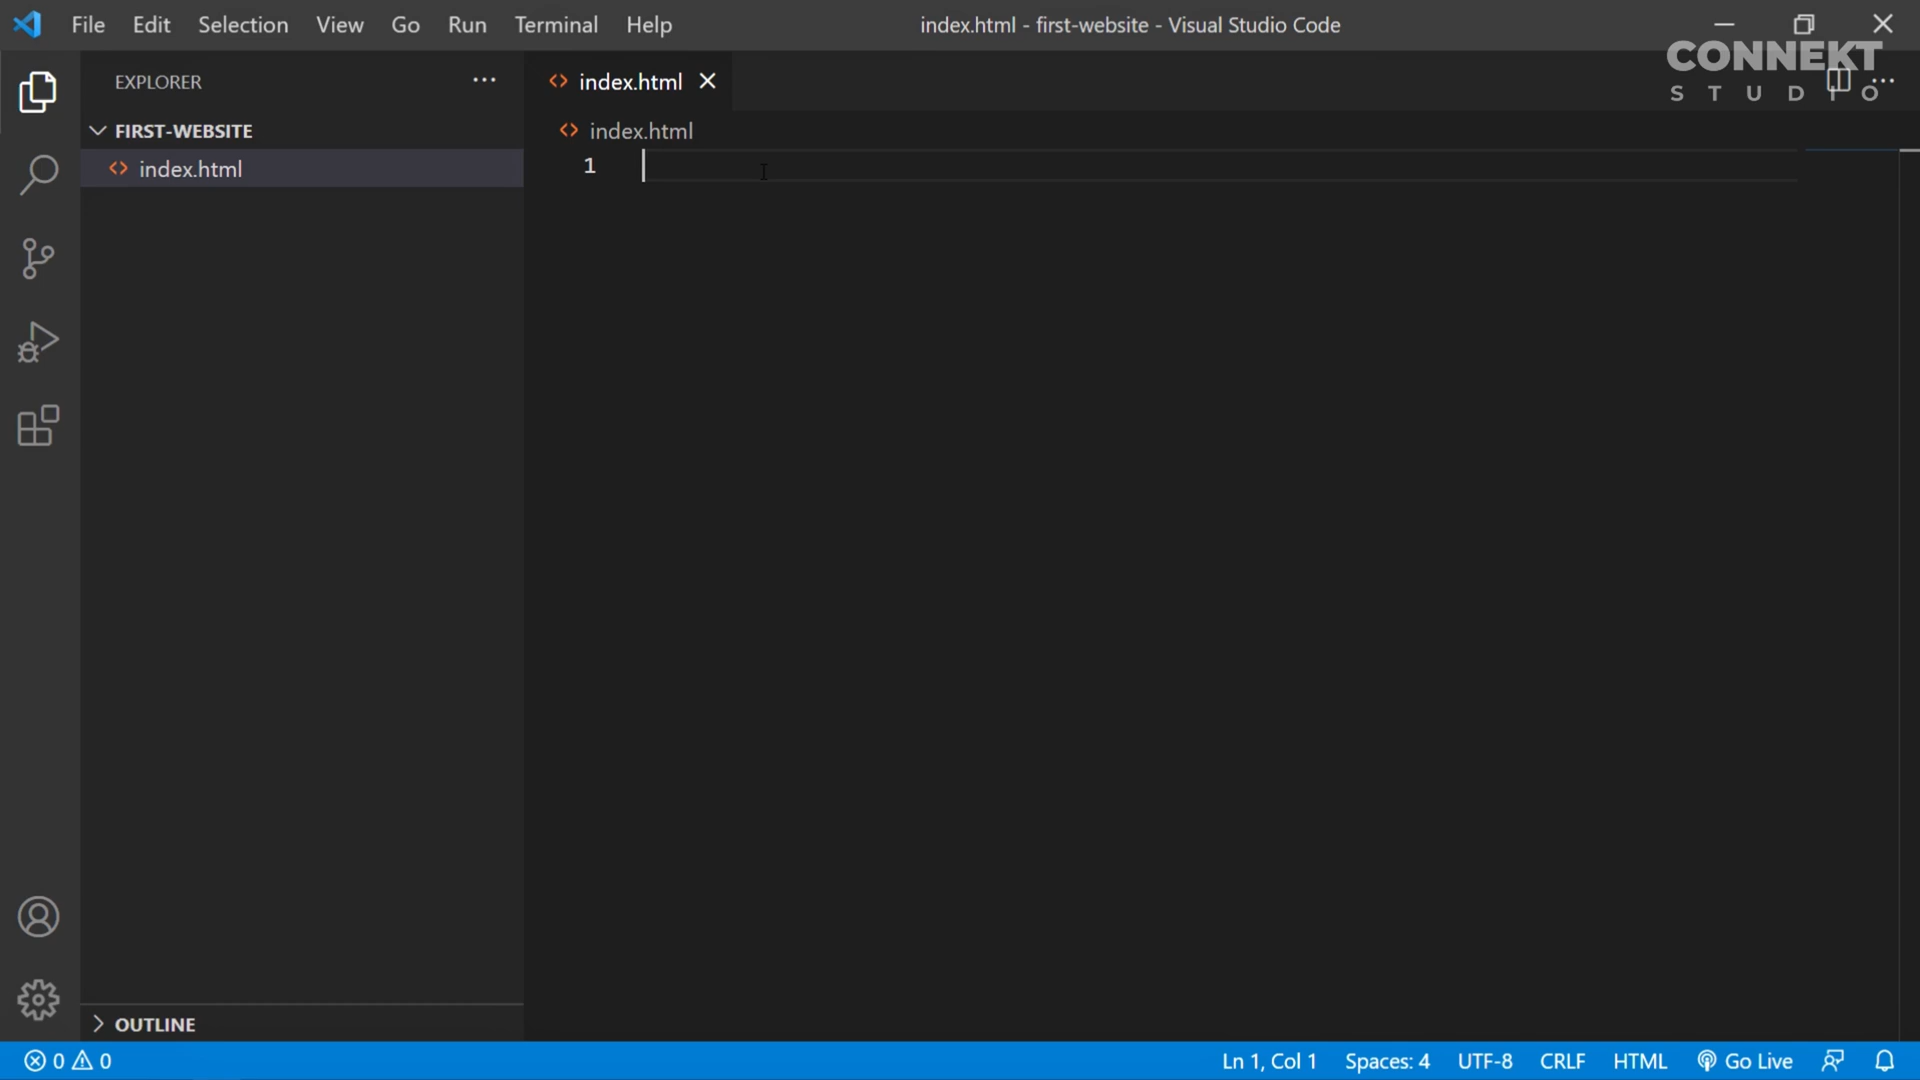 File Edit Selection View Go Run Terminal Help
index.html - first-website - Visual Studio Code
CONNEKT
STUDIO
EXPLORER
index.html
FIRST-WEBSITE
index.html
index.html
1
OUTLINE
0 0
Ln 1, Col 1 Spaces: 4 UTF-8 CRLF HTML Go Live